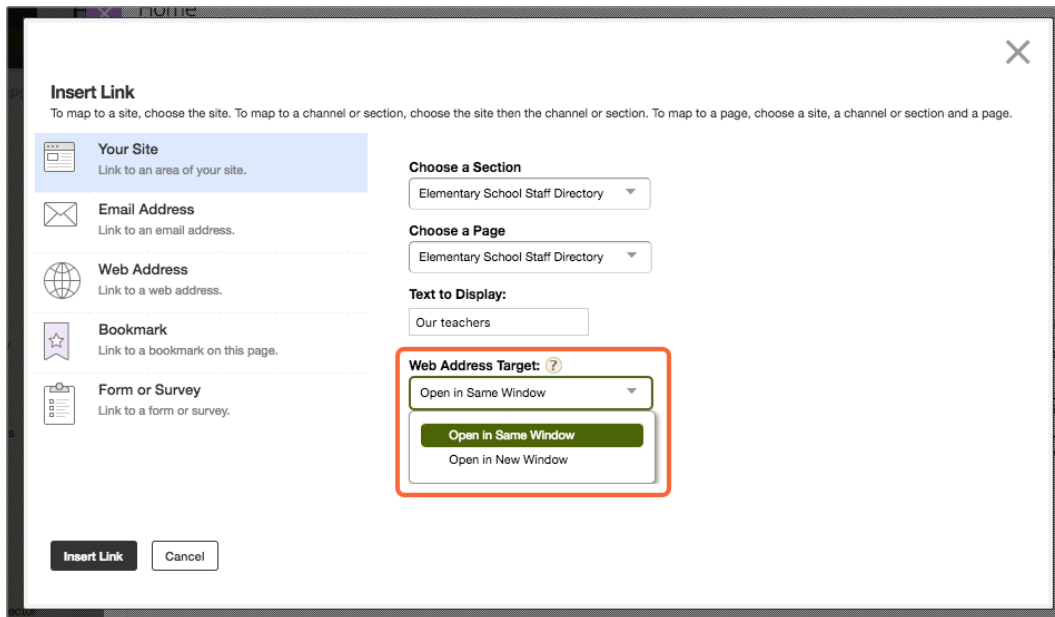 Home
Insert Link
To map to a site, choose the site. To map to a channel or section, choose the site then the channel or section. To map to a page, choose a site, a channel or section and a page.
Your Site
Link to an area of your site.
Email Address
Link to an email address.
Web Address
Link to a web address.
Bookmark
Link to a bookmark on this page.
Form or Survey
Link to a form or survey.
Choose a Section
Elementary School Staff Directory
Choose a Page
Elementary School Staff Directory
Text to Display:
Our teachers
Web Address Target: ?
Open in Same Window
Open in Same Window
Open in New Window
Insert Link
Cancel